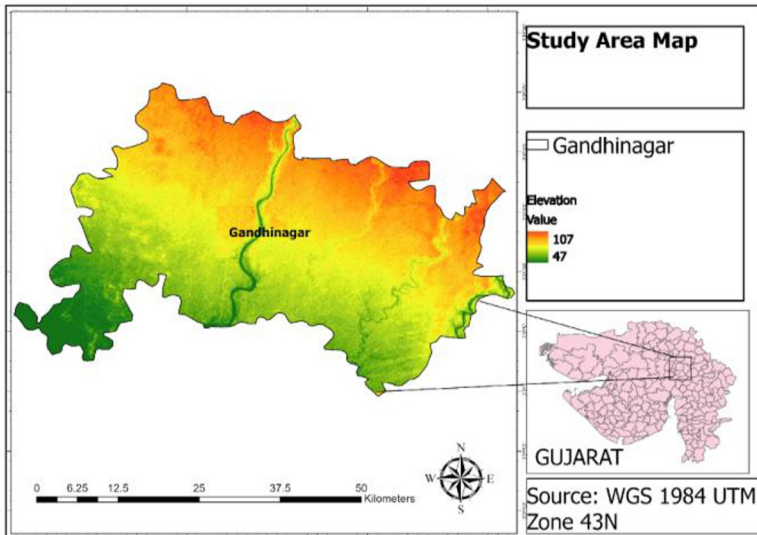 Study Area Map
Gandhinagar
Elevation
Value
107
47
Gandhinagar
GUJARAT
N
W E
S
0 6.25 12.5 25 37.5 50
Kilometers
Source: WGS 1984 UTM
Zone 43N